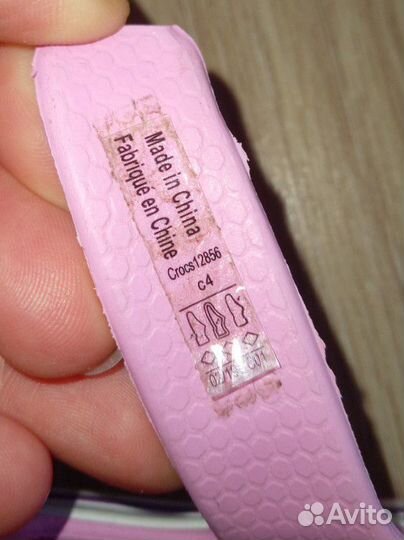 Made in China
Fabriqué en Chine
Crocs12856
c4
Avito